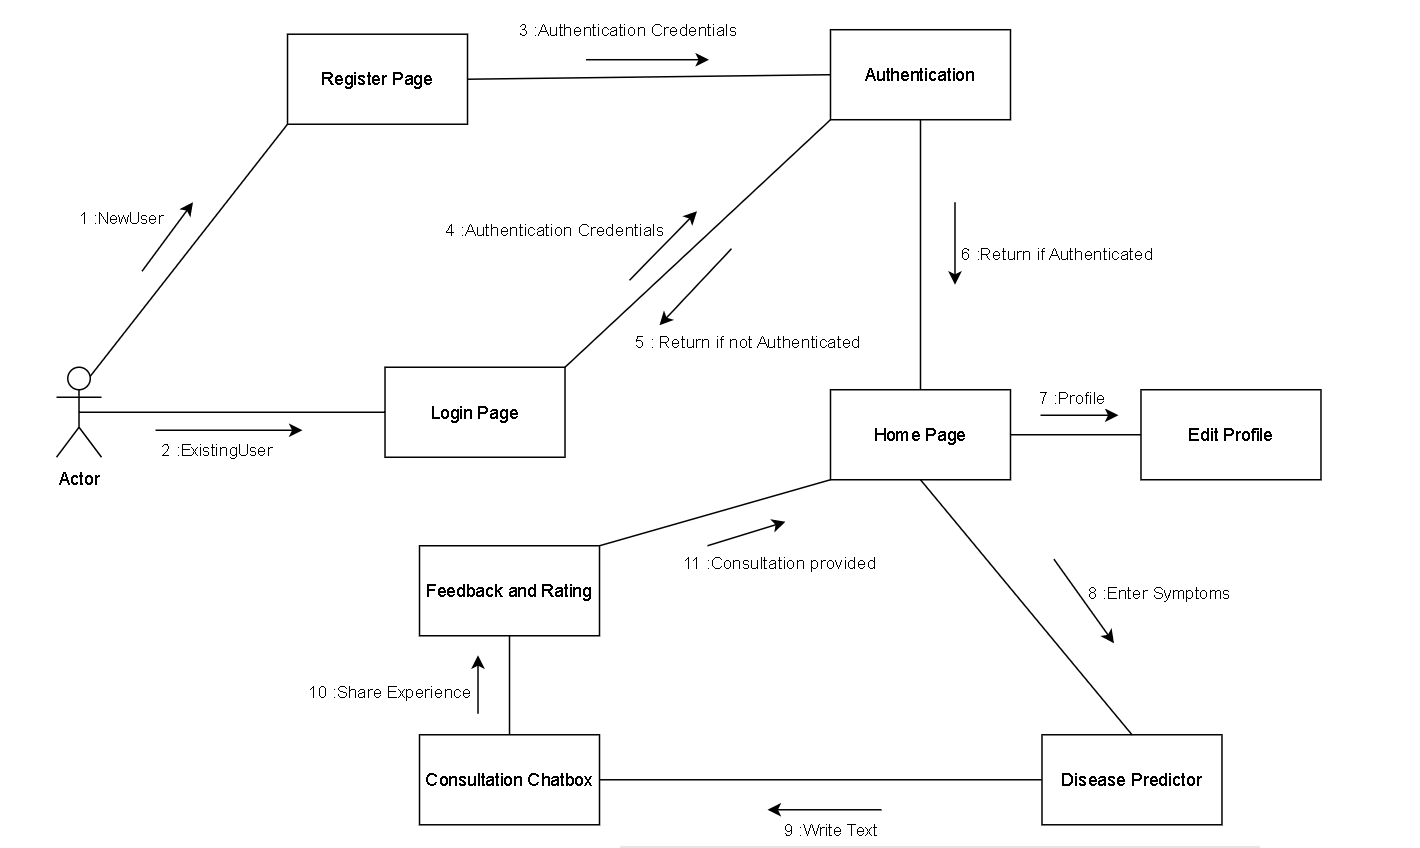 3 :Authentication Credentials
Register Page
Authentication
1 :NewUser
4 :Authentication Credentials
6 :Return if Authenticated
5 : Return if not Authenticated
7 :Profile
Login Page
Home Page
Edit Profile
2 :ExistingUser
Actor
11 :Consultation provided
Feedback and Rating
8 :Enter Symptoms
10 :Share Experience
Consultation Chatbox
Disease Predictor
9 :Write Text